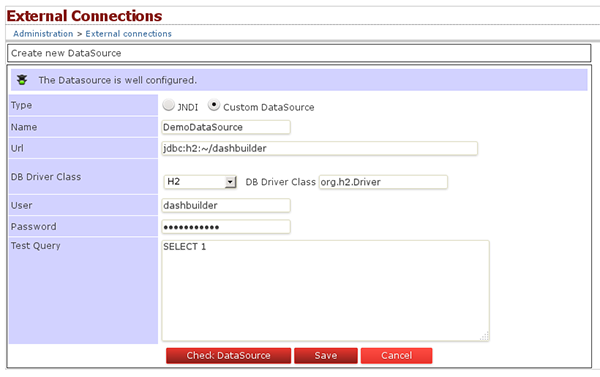 External Connections
Administration > External connections
Create new DataSource
The Datasource is well configured.
Type JNDI Custom DataSource
Name DemoDataSource
Url jdbc:h2:~/dashbuilder
DB Driver Class H2 DB Driver Class org.h2.Driver
User dashbuilder
Password •••••••••••
Test Query SELECT 1
Check DataSource Save Cancel